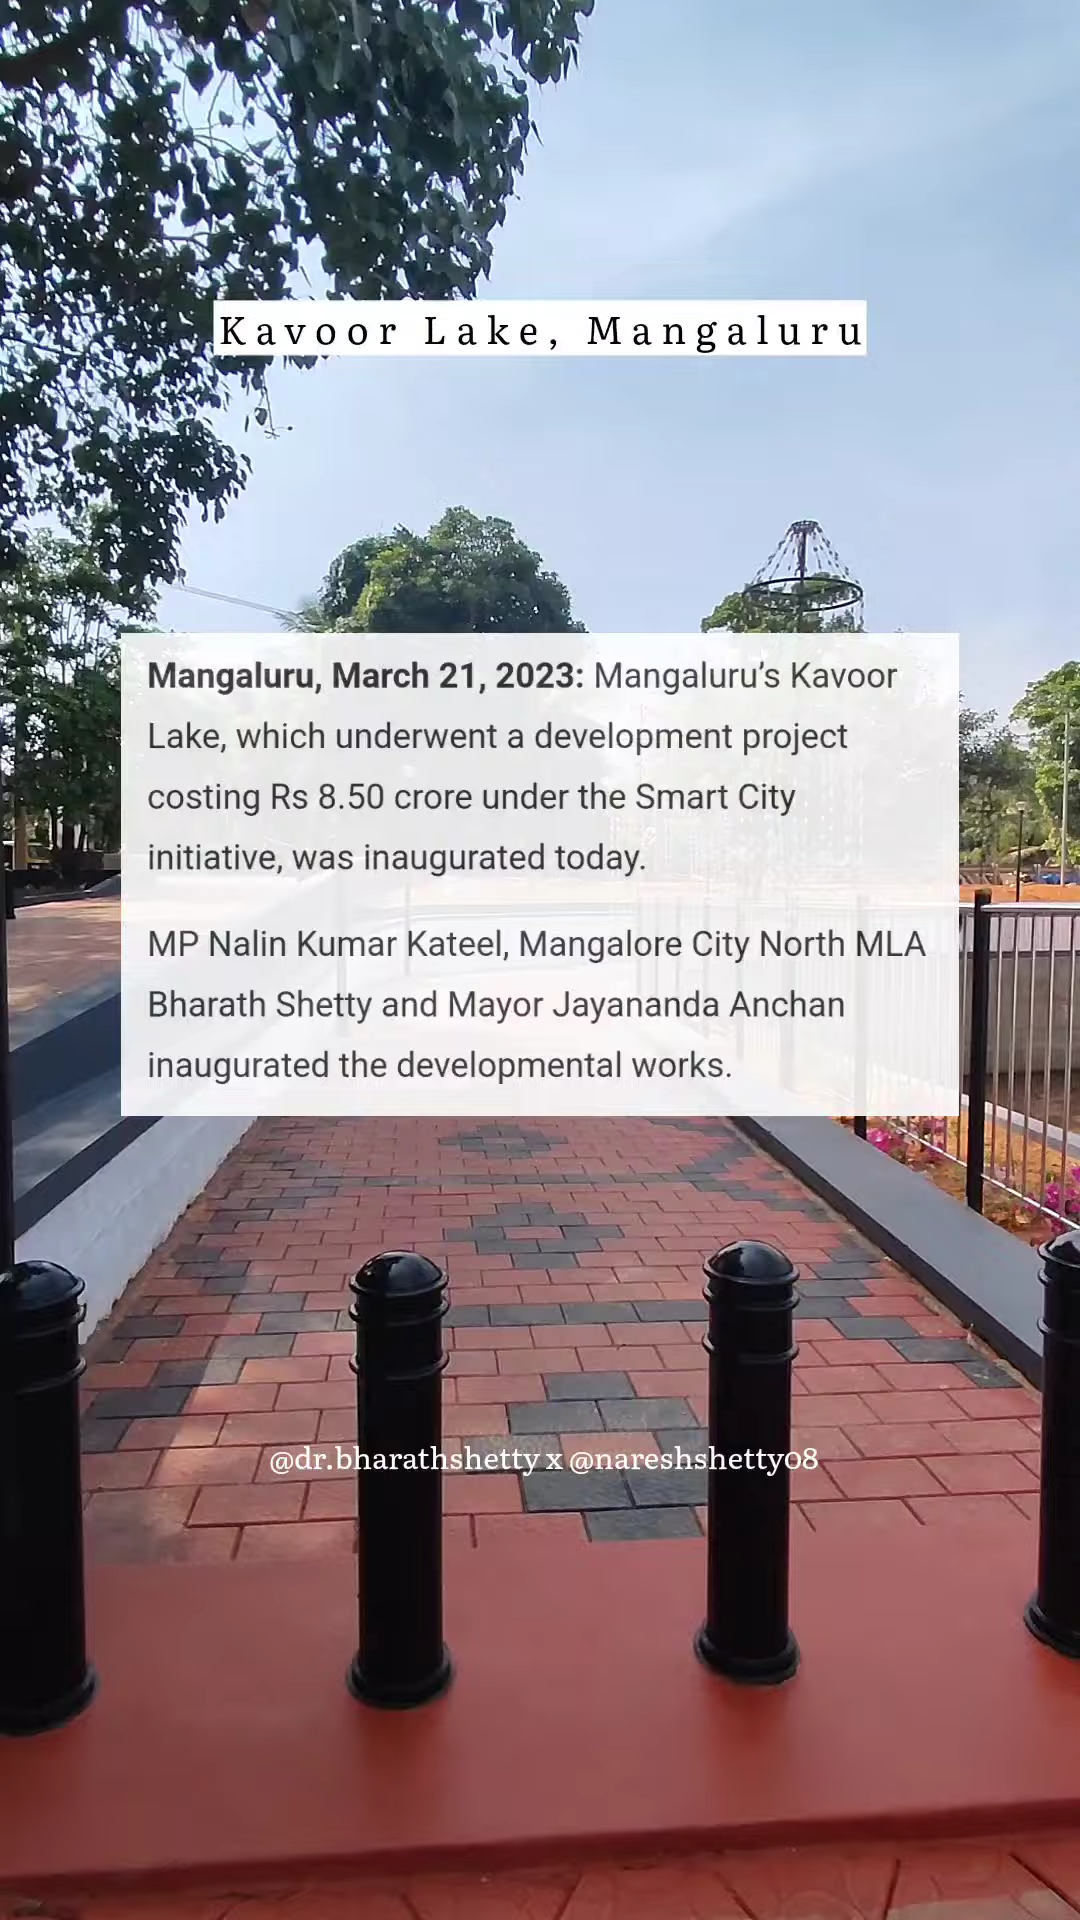 Kavoor Lake, Mangaluru
Mangaluru, March 21, 2023: Mangaluru’s Kavoor
Lake, which underwent a development project
costing Rs 8.50 crore under the Smart City
initiative, was inaugurated today.
MP Nalin Kumar Kateel, Mangalore City North MLA
Bharath Shetty and Mayor Jayananda Anchan
inaugurated the developmental works.
@dr.bharathshetty x @nareshshetty08